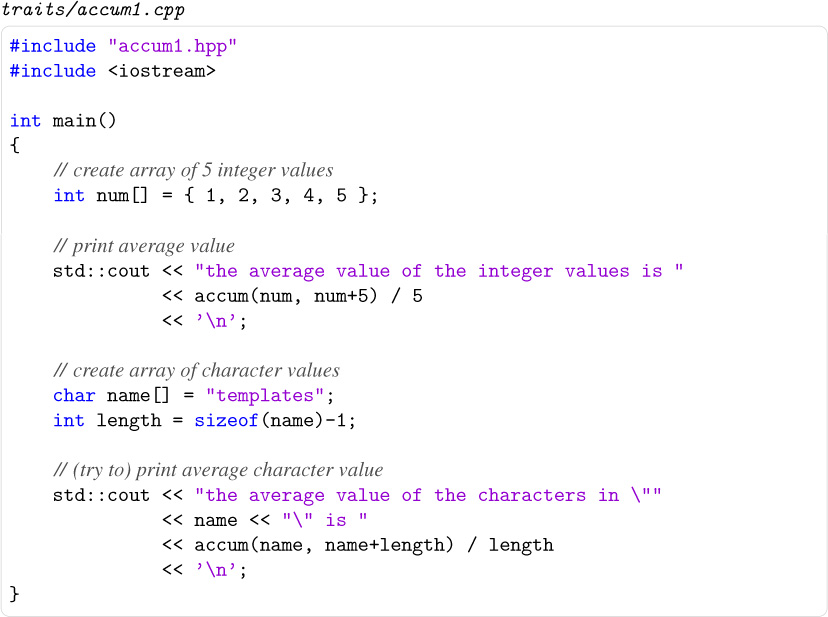 traits/accum1.cpp
#include "accum1.hpp"
#include <iostream>
int main()
{
// create array of 5 integer values
int num[] = { 1, 2, 3, 4, 5 };
// print average value
std::cout << "the average value of the integer values is "
<< accum(num, num+5) / 5
<< ’\n’;
// create array of character values
char name[] = "templates";
int length = sizeof(name)-1;
// (try to) print average character value
std::cout << "the average value of the characters in \""
<< name << "\" is "
<< accum(name, name+length) / length
<< ’\n’;
}